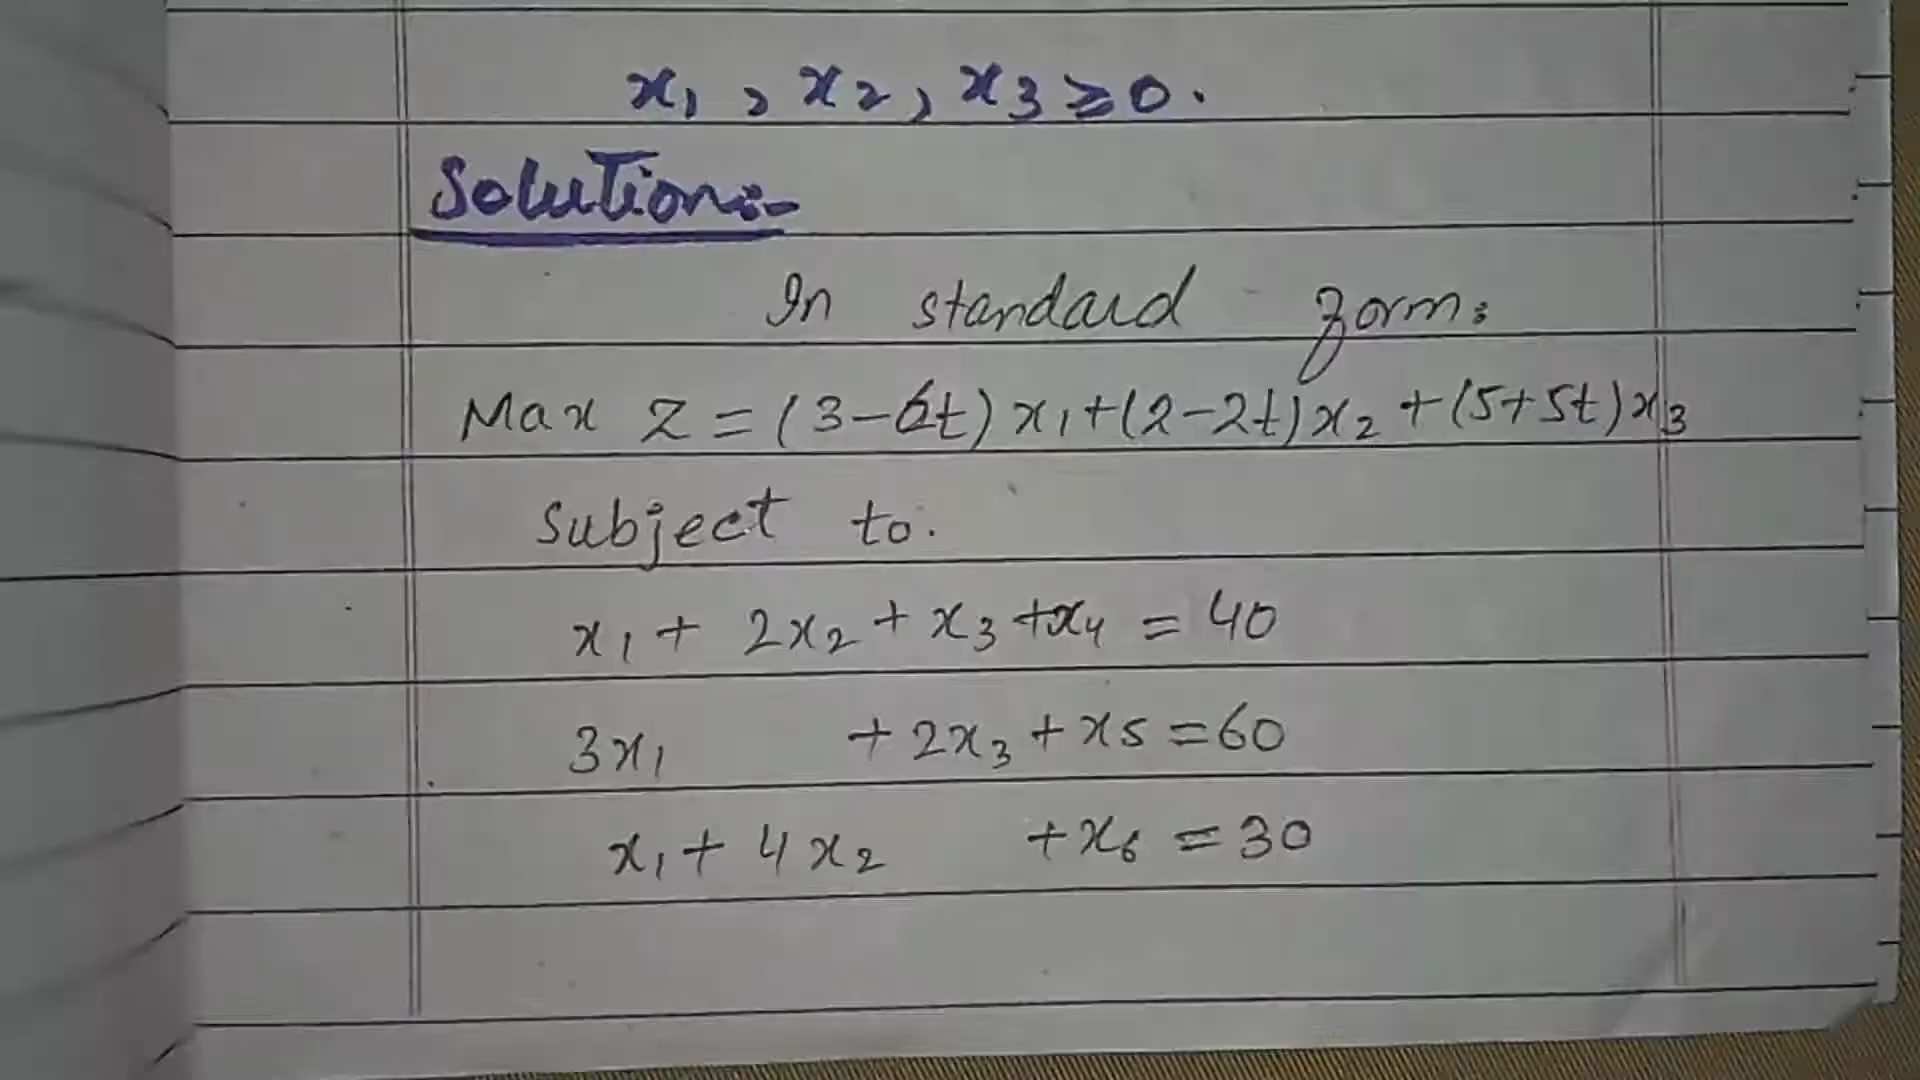 x₁, x₂, x₃ ≥ 0.
Solution:-
In standard form:
Max Z = (3-6t)x₁+(2-2t)x₂+(5+5t)x₃
Subject to.
x₁ + 2x₂ + x₃ + x₄ = 40
3x₁ + 2x₃ + x₅ = 60
x₁ + 4x₂ + x₆ = 30